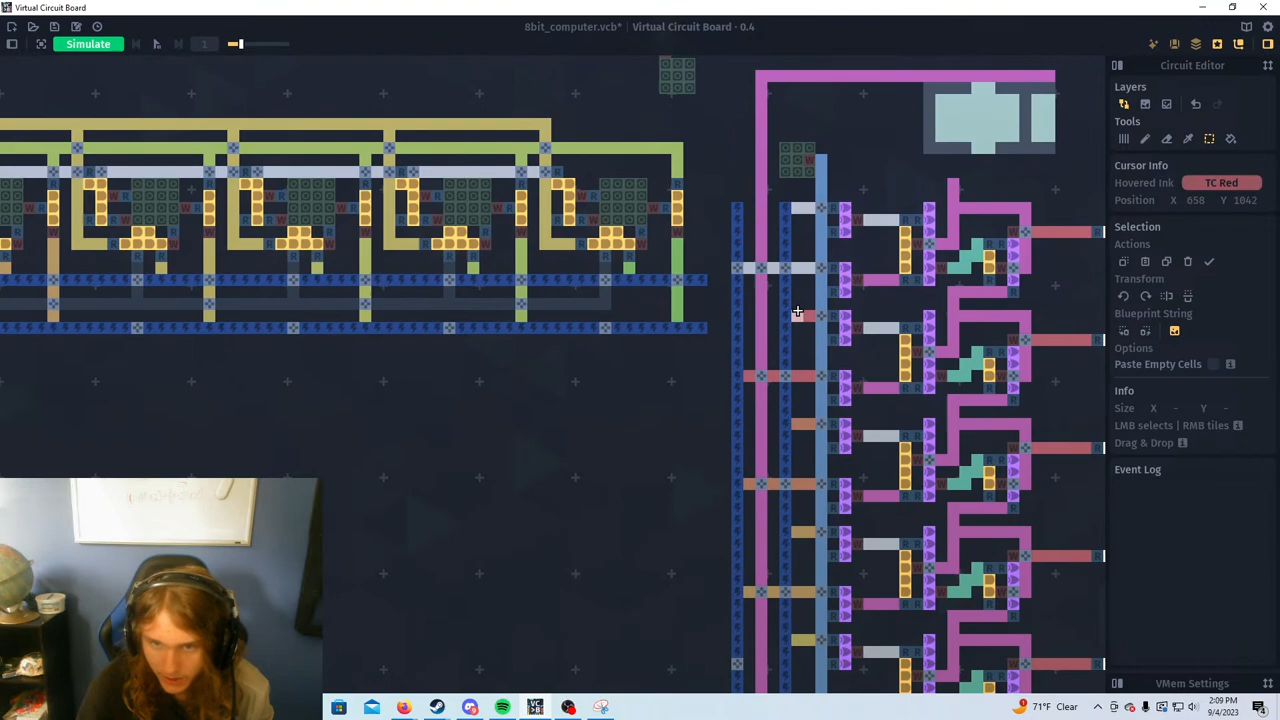 Virtual Circuit Board
8bit_computer.vcb* | Virtual Circuit Board · 0.4
Simulate
1
Circuit Editor
Layers
Tools
Cursor Info
Hovered Ink TC Red
Position X 658 Y 1042
Selection
Actions
Transform
Blueprint String
Options
Paste Empty Cells
Info
Size X - Y -
LMB selects | RMB tiles
Drag & Drop
Event Log
VMem Settings
71°F Clear
2:09 PM
9/4/2023
4